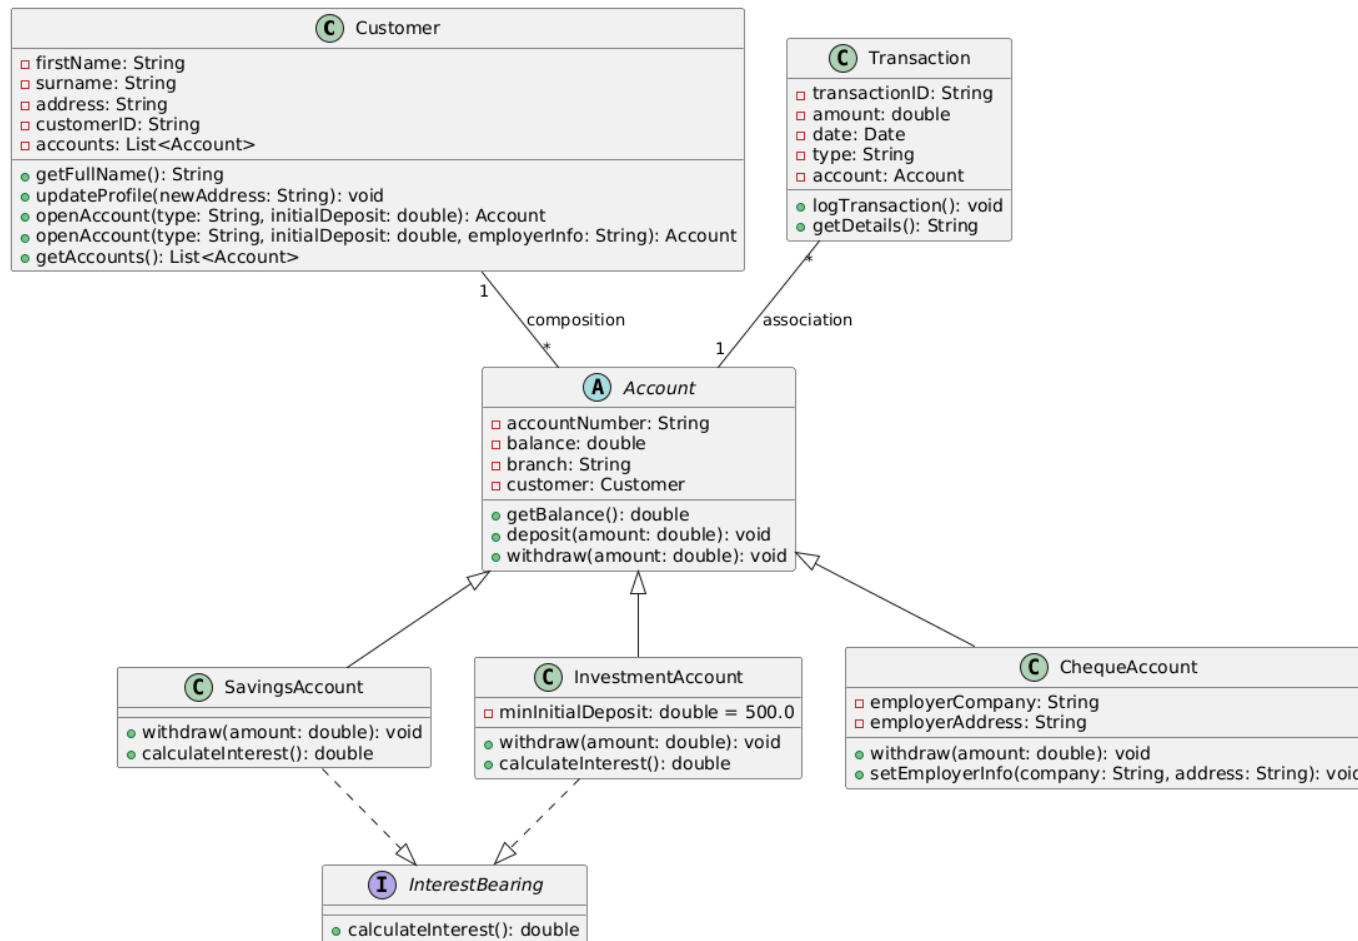 C Customer
firstName: String
surname: String
address: String
customerID: String
accounts: List<Account>
getFullName(): String
updateProfile(newAddress: String): void
openAccount(type: String, initialDeposit: double): Account
openAccount(type: String, initialDeposit: double, employerInfo: String): Account
getAccounts(): List<Account>
C Transaction
transactionID: String
amount: double
date: Date
type: String
account: Account
logTransaction(): void
getDetails(): String
1
composition
*
*
association
1
A Account
accountNumber: String
balance: double
branch: String
customer: Customer
getBalance(): double
deposit(amount: double): void
withdraw(amount: double): void
C SavingsAccount
withdraw(amount: double): void
calculateInterest(): double
C InvestmentAccount
minInitialDeposit: double = 500.0
withdraw(amount: double): void
calculateInterest(): double
C ChequeAccount
employerCompany: String
employerAddress: String
withdraw(amount: double): void
setEmployerInfo(company: String, address: String): void
I InterestBearing
calculateInterest(): double